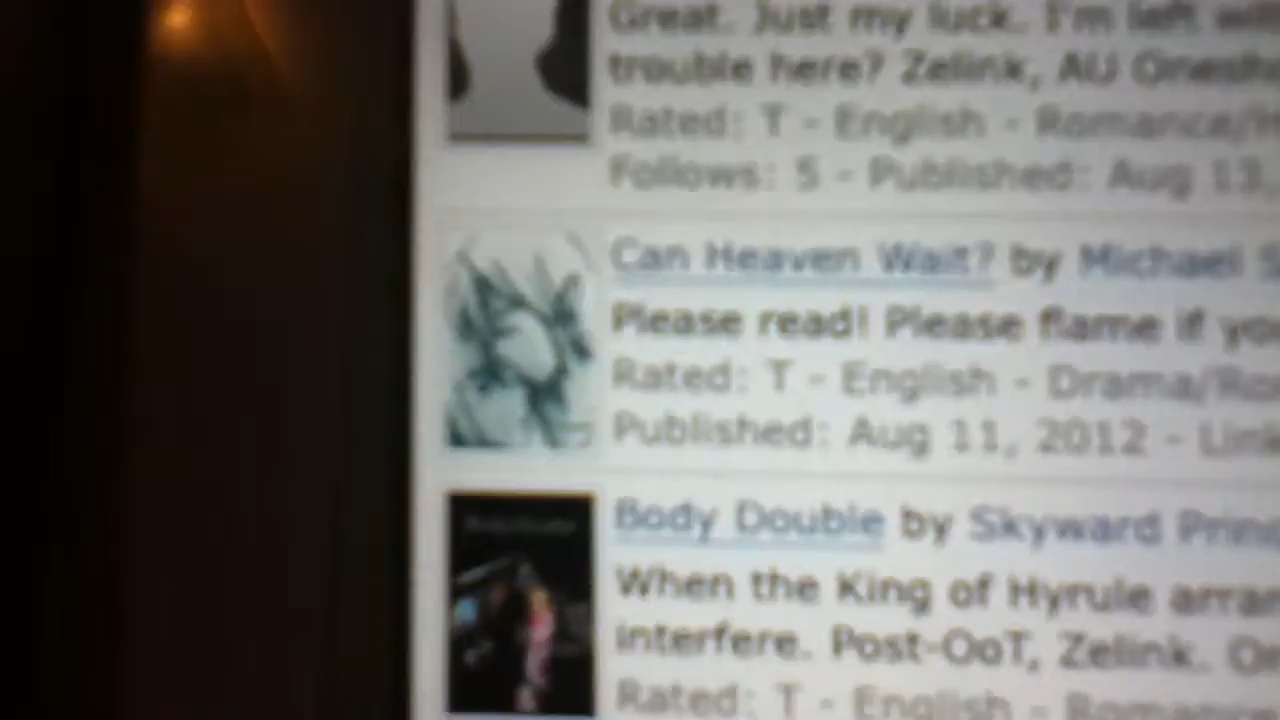 Great. Just my luck. I'm left
trouble here? Zelink, AU
Rated: T - English -
Follows: 5 - Published: Aug 13,
Can Heaven Wait? by Michael
Please read! Please flame if
Rated: T - English - Drama/
Published: Aug 11, 2012 -
Body Double by Skyward
When the King of Hyrule
interfere. Post-OoT, Zelink.
Rated: T - English -